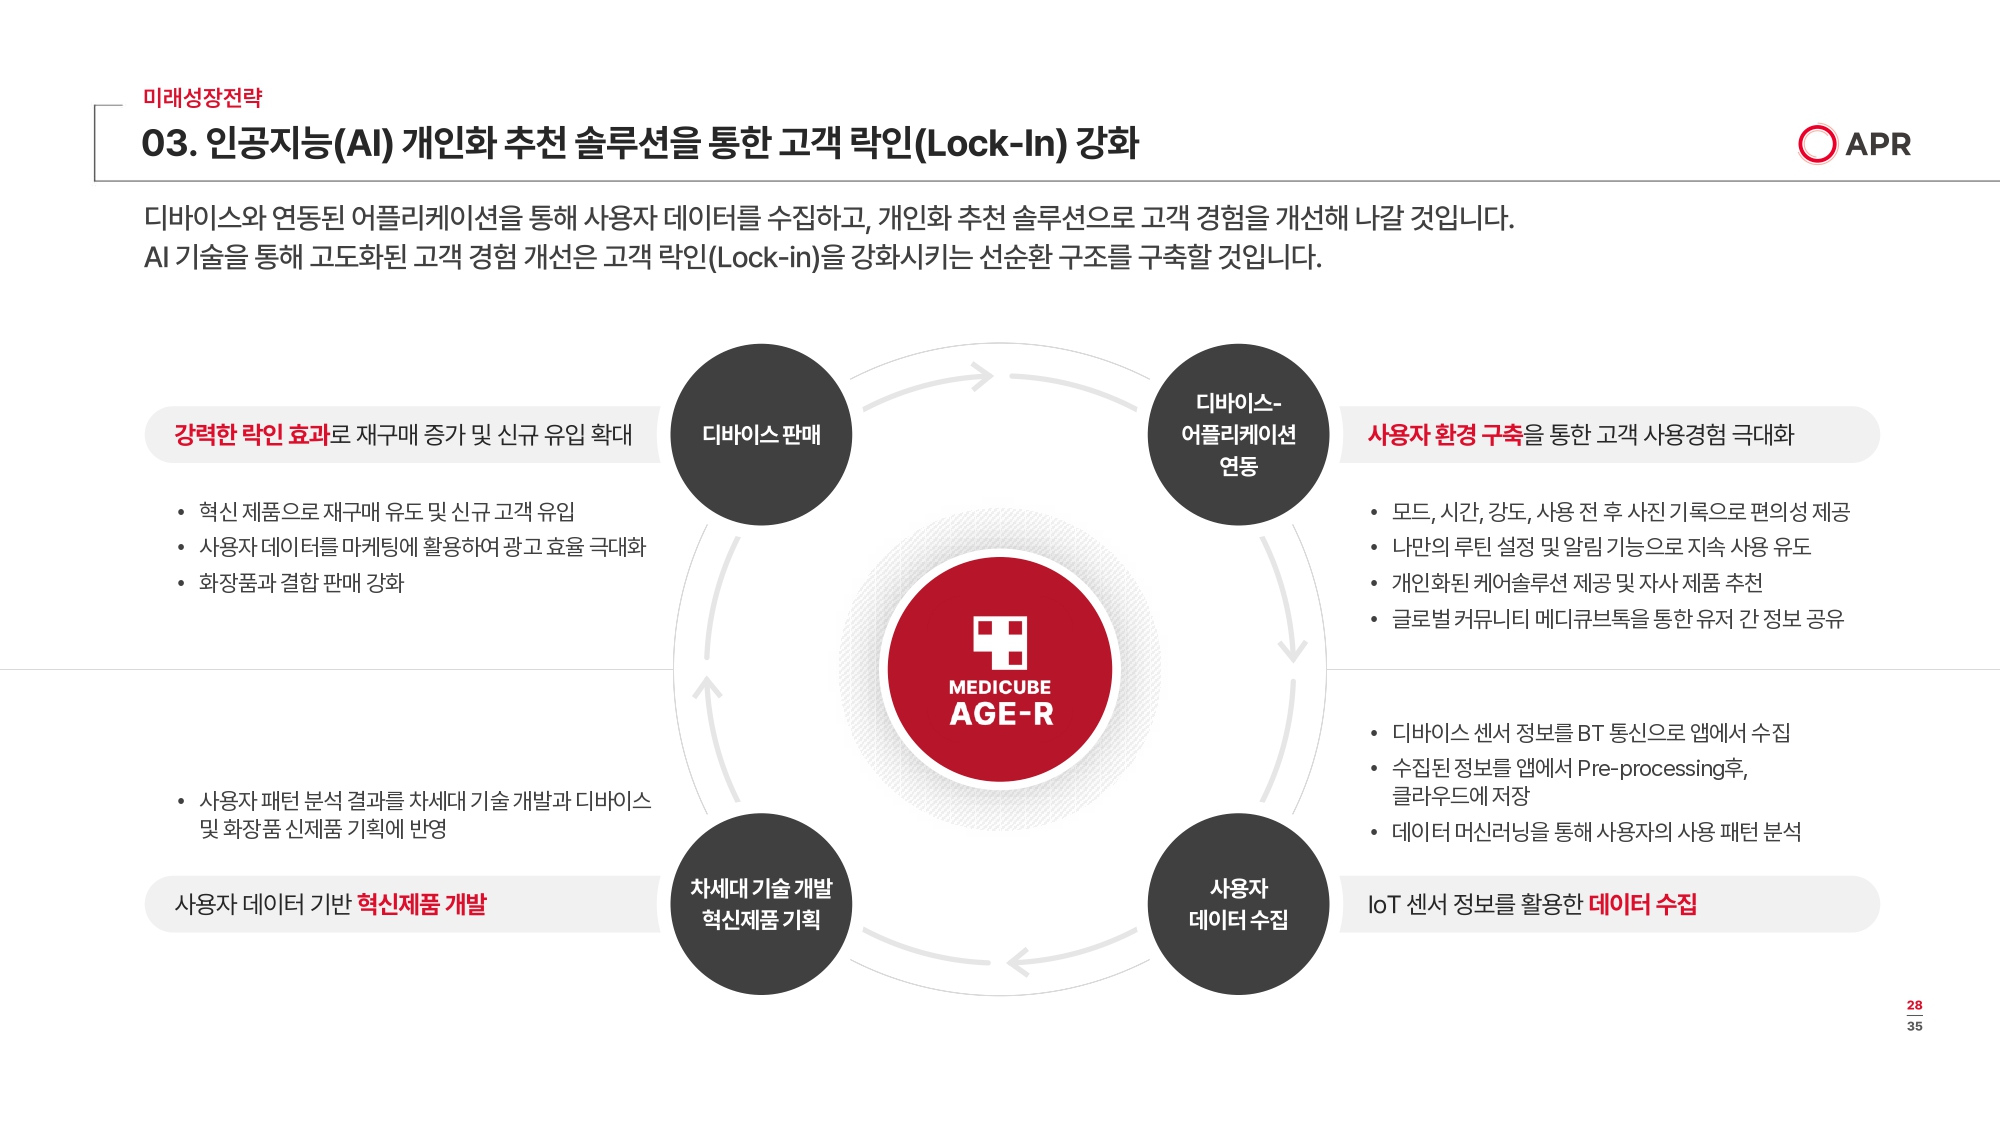 미래성장전략
03. 인공지능(AI) 개인화 추천 솔루션을 통한 고객 락인(Lock-In) 강화
APR
디바이스와 연동된 어플리케이션을 통해 사용자 데이터를 수집하고, 개인화 추천 솔루션으로 고객 경험을 개선해 나갈 것입니다.
AI 기술을 통해 고도화된 고객 경험 개선은 고객 락인(Lock-in)을 강화시키는 선순환 구조를 구축할 것입니다.
강력한 락인 효과로 재구매 증가 및 신규 유입 확대
• 혁신 제품으로 재구매 유도 및 신규 고객 유입
• 사용자 데이터를 마케팅에 활용하여 광고 효율 극대화
• 화장품과 결합 판매 강화
디바이스 판매
디바이스-
어플리케이션
연동
사용자 환경 구축을 통한 고객 사용경험 극대화
• 모드, 시간, 강도, 사용 전 후 사진 기록으로 편의성 제공
• 나만의 루틴 설정 및 알림 기능으로 지속 사용 유도
• 개인화된 케어솔루션 제공 및 자사 제품 추천
• 글로벌 커뮤니티 메디큐브톡을 통한 유저 간 정보 공유
MEDICUBE
AGE-R
• 사용자 패턴 분석 결과를 차세대 기술 개발과 디바이스
및 화장품 신제품 기획에 반영
사용자 데이터 기반 혁신제품 개발
차세대 기술 개발
혁신제품 기획
사용자
데이터 수집
• 디바이스 센서 정보를 BT 통신으로 앱에서 수집
• 수집된 정보를 앱에서 Pre-processing후,
클라우드에 저장
• 데이터 머신러닝을 통해 사용자의 사용 패턴 분석
IoT 센서 정보를 활용한 데이터 수집
28
35